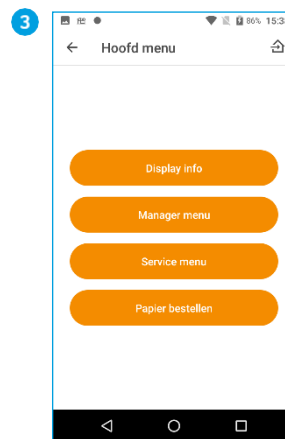 3
86% 15:3
Hoofd menu
Display info
Manager menu
Service menu
Papier bestellen